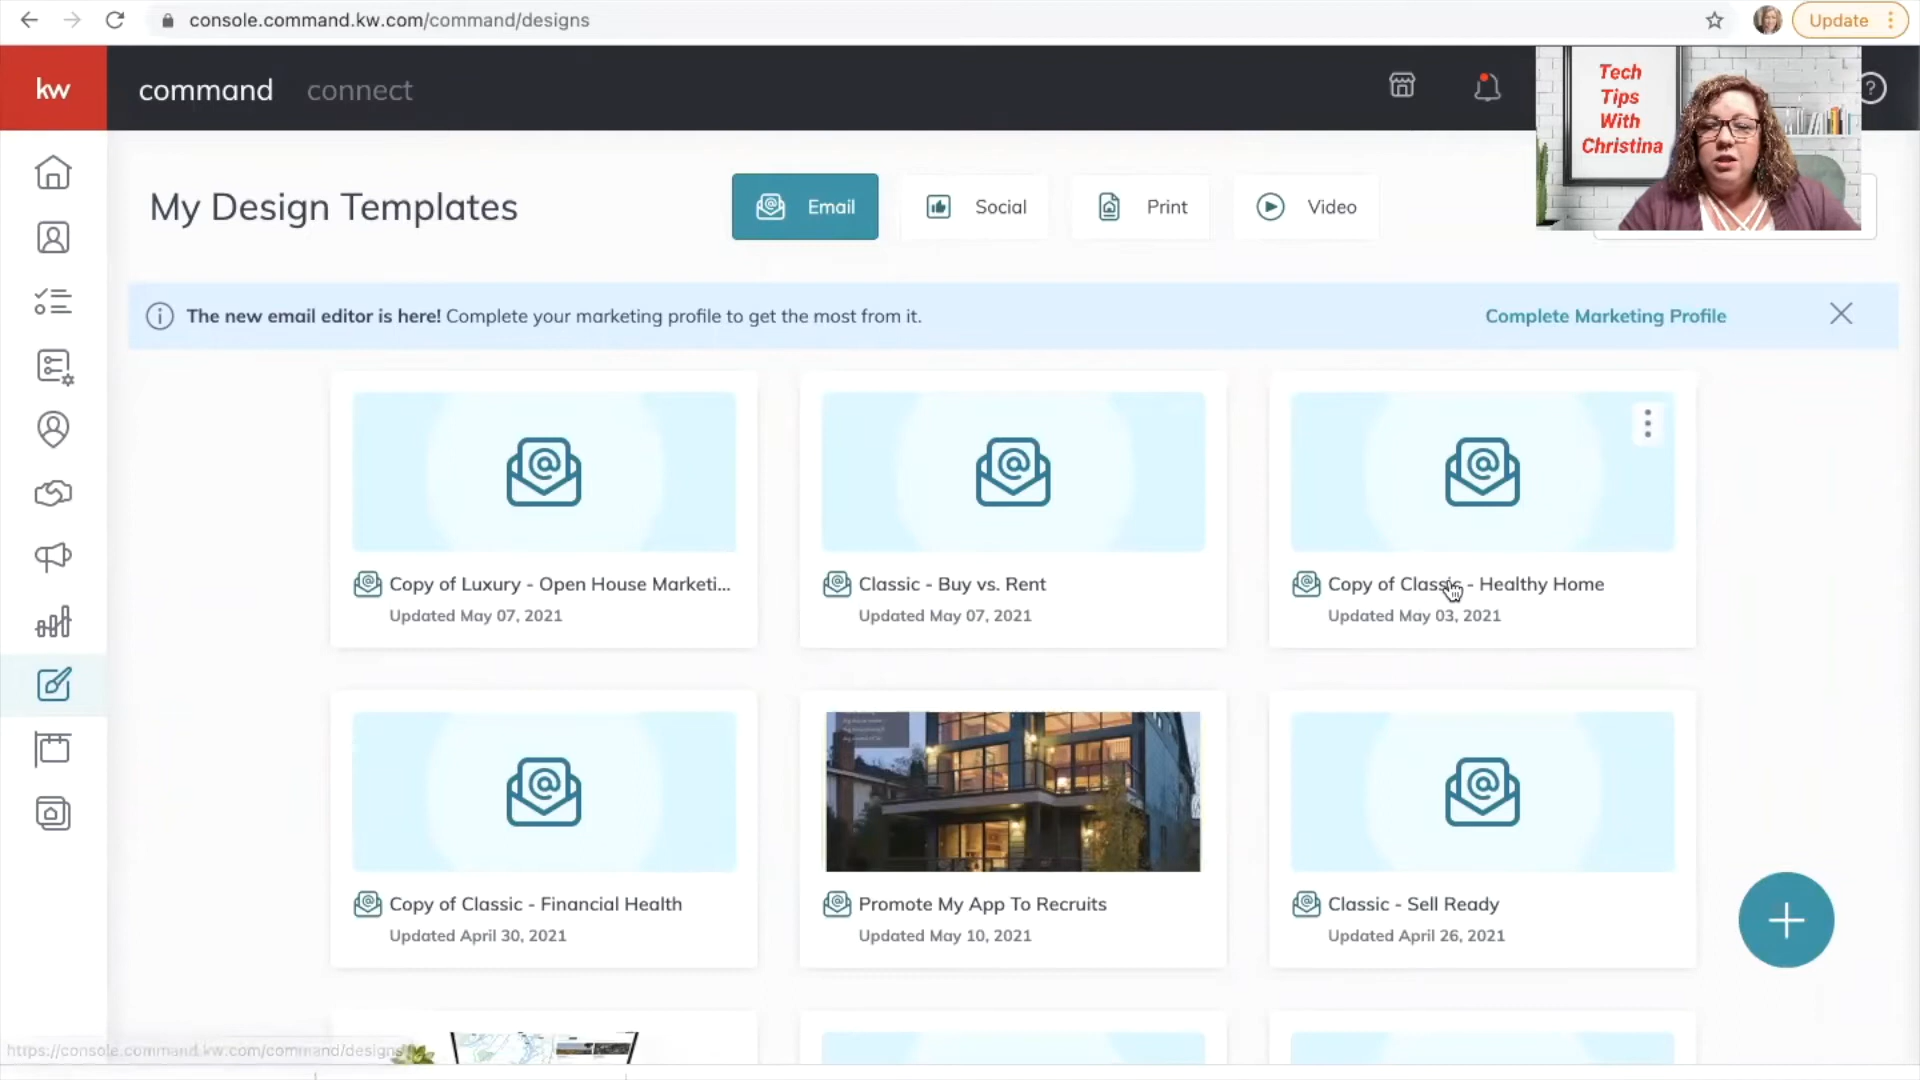 console.command.kw.com/command/designs
Update
kw
command
connect
Tech
Tips
With
Christina
?
My Design Templates
Email
Social
Print
Video
The new email editor is here! Complete your marketing profile to get the most from it.
Complete Marketing Profile
Copy of Luxury - Open House Marketi...
Updated May 07, 2021
Classic - Buy vs. Rent
Updated May 07, 2021
Copy of Classic - Healthy Home
Updated May 03, 2021
Copy of Classic - Financial Health
Updated April 30, 2021
Promote My App To Recruits
Updated May 10, 2021
Classic - Sell Ready
Updated April 26, 2021
https://console.command.kw.com/command/designs